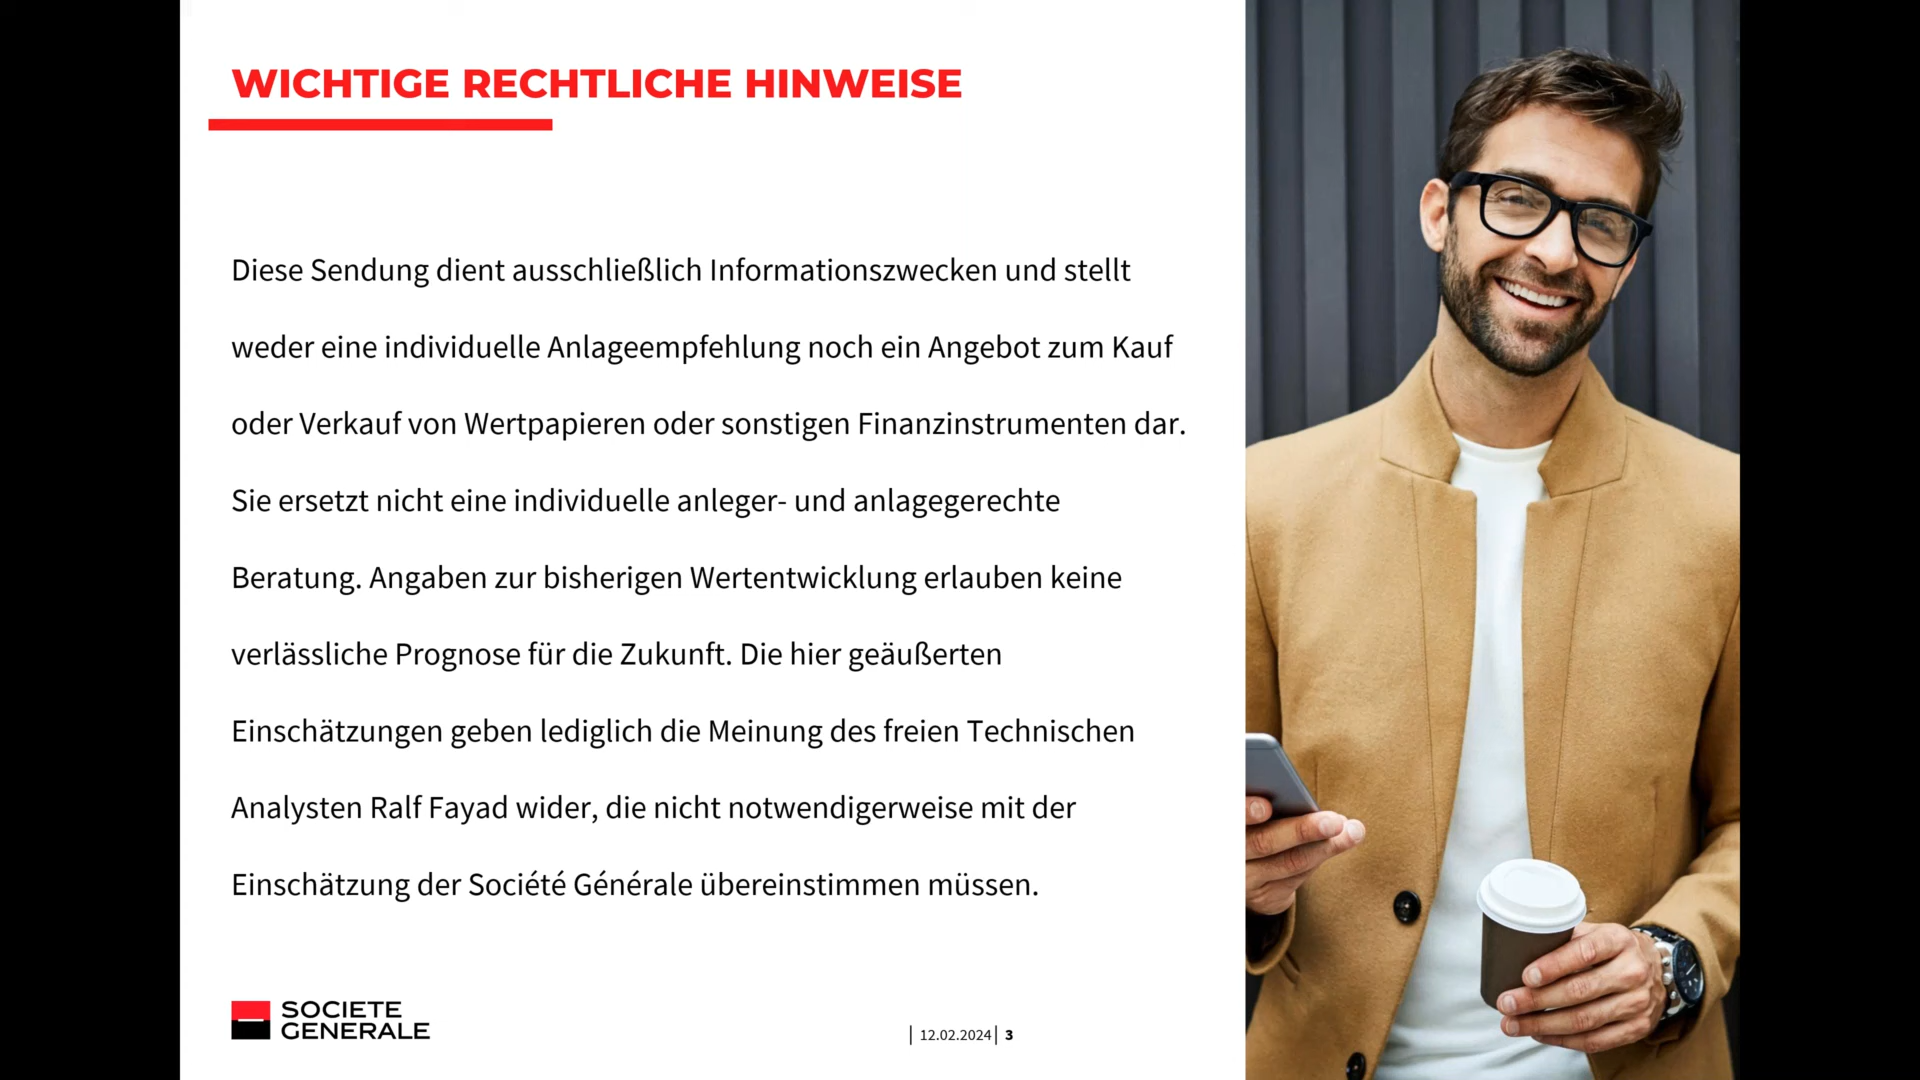 WICHTIGE RECHTLICHE HINWEISE
Diese Sendung dient ausschließlich Informationszwecken und stellt
weder eine individuelle Anlageempfehlung noch ein Angebot zum Kauf
oder Verkauf von Wertpapieren oder sonstigen Finanzinstrumenten dar.
Sie ersetzt nicht eine individuelle anleger- und anlagegerechte
Beratung. Angaben zur bisherigen Wertentwicklung erlauben keine
verlässliche Prognose für die Zukunft. Die hier geäußerten
Einschätzungen geben lediglich die Meinung des freien Technischen
Analysten Ralf Fayad wider, die nicht notwendigerweise mit der
Einschätzung der Société Générale übereinstimmen müssen.
SOCIETE
GENERALE
| 12.02.2024 | 3